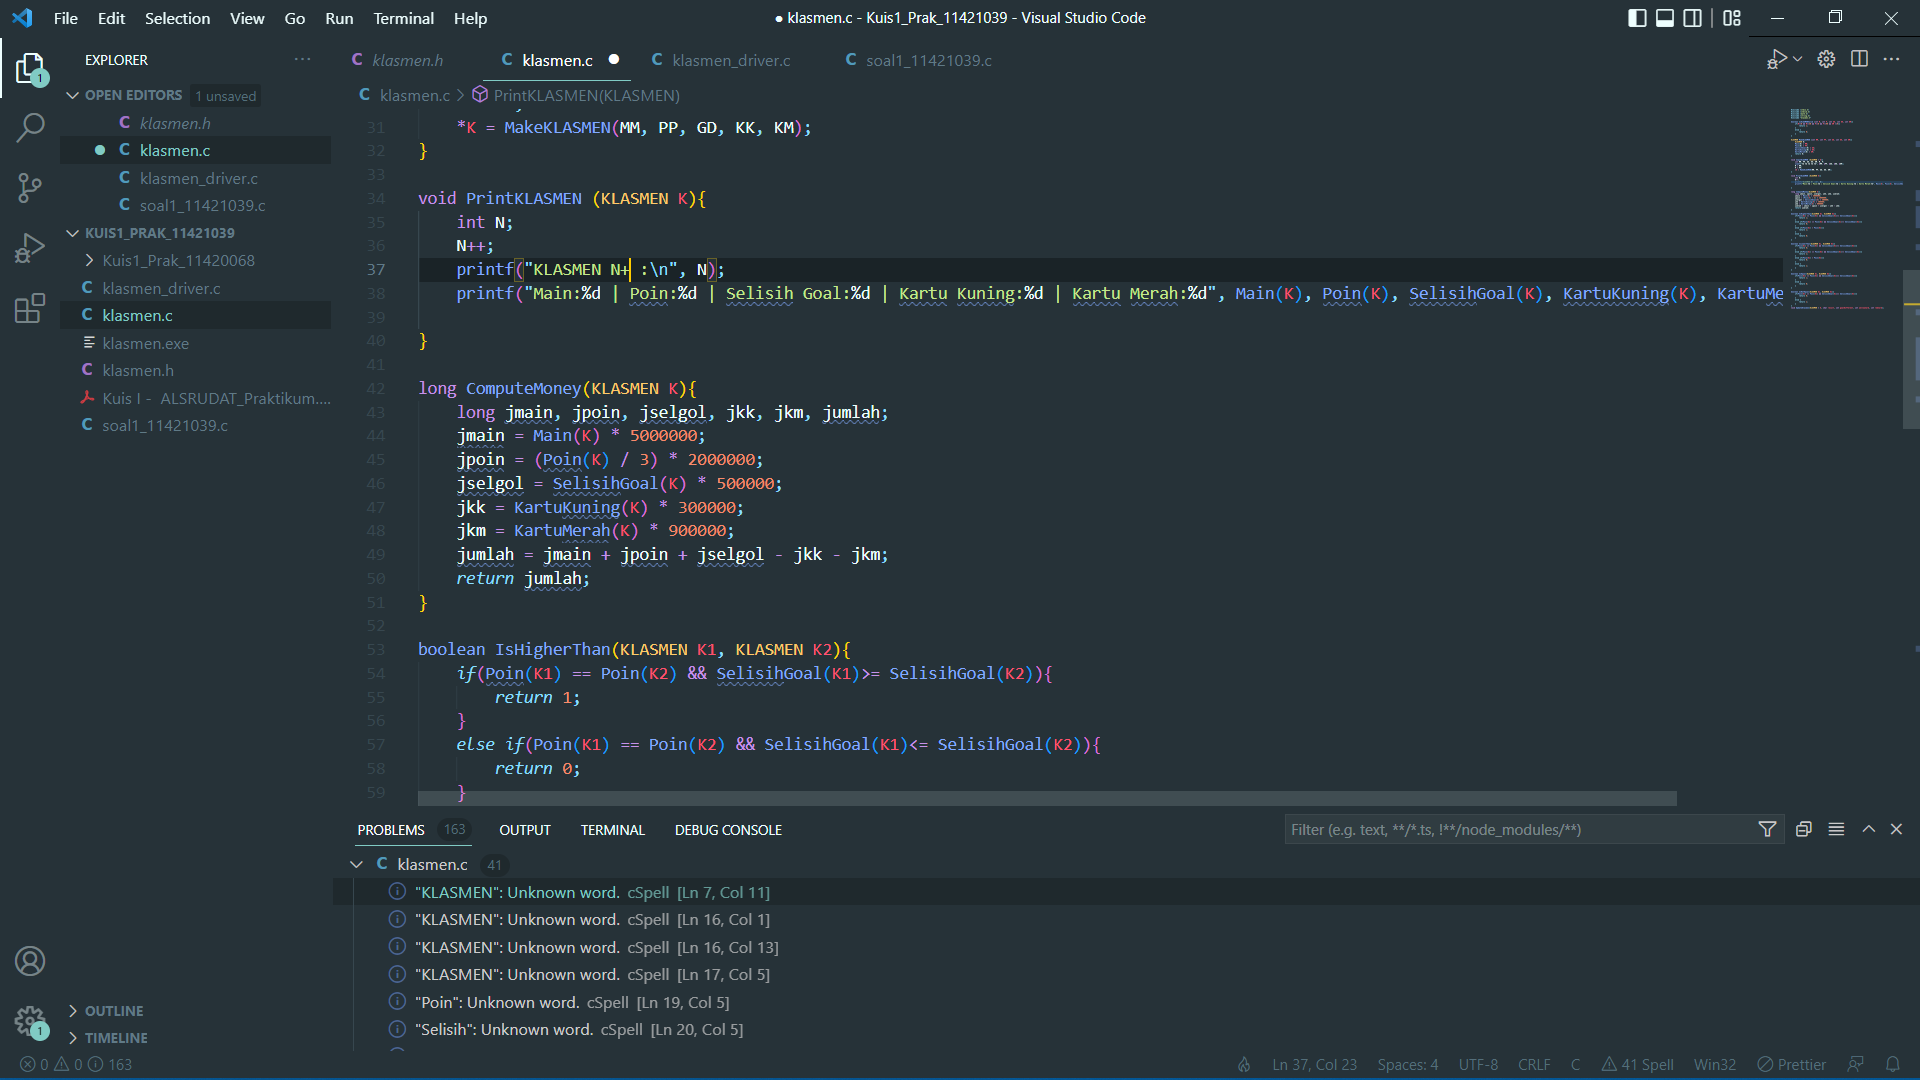 File Edit Selection View Go Run Terminal Help
● klasmen.c - Kuis1_Prak_11421039 - Visual Studio Code
EXPLORER
OPEN EDITORS 1 unsaved
C klasmen.h
● C klasmen.c
C klasmen_driver.c
C soal1_11421039.c
KUIS1_PRAK_11421039
Kuis1_Prak_11420068
C klasmen_driver.c
C klasmen.c
klasmen.exe
C klasmen.h
Kuis I - ALSRUDAT_Praktikum....
C soal1_11421039.c
OUTLINE
TIMELINE
1
1
C klasmen.h C klasmen.c ● C klasmen_driver.c C soal1_11421039.c
C klasmen.c > PrintKLASMEN(KLASMEN)
31 *K = MakeKLASMEN(MM, PP, GD, KK, KM);
32 }
33
34 void PrintKLASMEN (KLASMEN K){
35 int N;
36 N++;
37 printf("KLASMEN N+ :\n", N);
38 printf("Main:%d | Poin:%d | Selisih Goal:%d | Kartu Kuning:%d | Kartu Merah:%d", Main(K), Poin(K), SelisihGoal(K), KartuKuning(K), KartuMe
39
40 }
41
42 long ComputeMoney(KLASMEN K){
43 long jmain, jpoin, jselgol, jkk, jkm, jumlah;
44 jmain = Main(K) * 5000000;
45 jpoin = (Poin(K) / 3) * 2000000;
46 jselgol = SelisihGoal(K) * 500000;
47 jkk = KartuKuning(K) * 300000;
48 jkm = KartuMerah(K) * 900000;
49 jumlah = jmain + jpoin + jselgol - jkk - jkm;
50 return jumlah;
51 }
52
53 boolean IsHigherThan(KLASMEN K1, KLASMEN K2){
54 if(Poin(K1) == Poin(K2) && SelisihGoal(K1)>= SelisihGoal(K2)){
55 return 1;
56 }
57 else if(Poin(K1) == Poin(K2) && SelisihGoal(K1)<= SelisihGoal(K2)){
58 return 0;
59 }
PROBLEMS 163 OUTPUT TERMINAL DEBUG CONSOLE
Filter (e.g. text, **/*.ts, !**/node_modules/**)
C klasmen.c 41
"KLASMEN": Unknown word. cSpell [Ln 7, Col 11]
"KLASMEN": Unknown word. cSpell [Ln 16, Col 1]
"KLASMEN": Unknown word. cSpell [Ln 16, Col 13]
"KLASMEN": Unknown word. cSpell [Ln 17, Col 5]
"Poin": Unknown word. cSpell [Ln 19, Col 5]
"Selisih": Unknown word. cSpell [Ln 20, Col 5]
0 0 163
Ln 37, Col 23 Spaces: 4 UTF-8 CRLF C 41 Spell Win32 Prettier